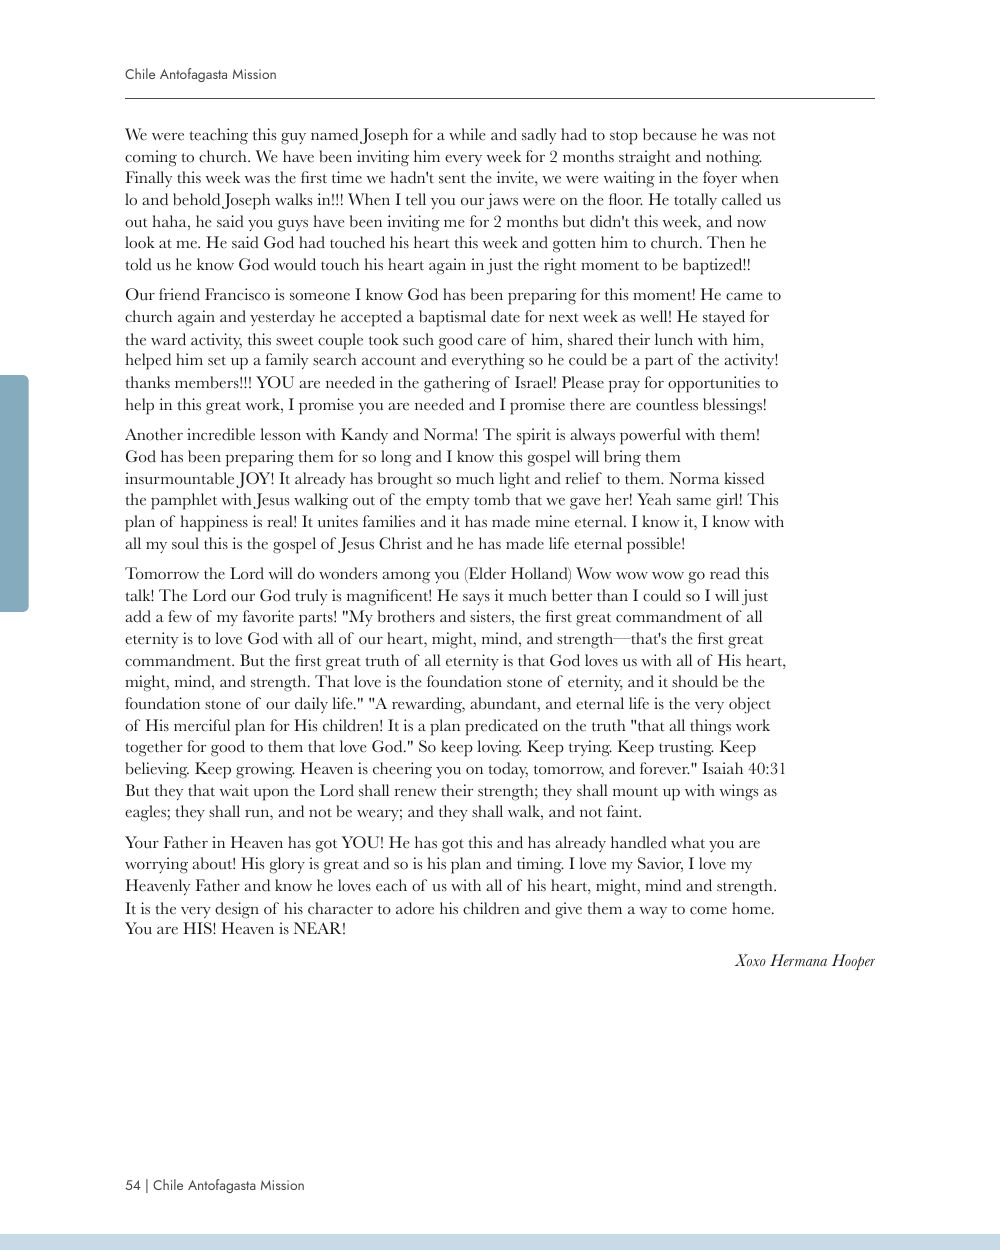 Chile Antofagasta Mission
We were teaching this guy named Joseph for a while and sadly had to stop because he was not
coming to church. We have been inviting him every week for 2 months straight and nothing.
Finally this week was the first time we hadn't sent the invite, we were waiting in the foyer when
lo and behold Joseph walks in!!! When I tell you our jaws were on the floor. He totally called us
out haha, he said you guys have been inviting me for 2 months but didn't this week, and now
look at me. He said God had touched his heart this week and gotten him to church. Then he
told us he know God would touch his heart again in just the right moment to be baptized!!
Our friend Francisco is someone I know God has been preparing for this moment! He came to
church again and yesterday he accepted a baptismal date for next week as well! He stayed for
the ward activity, this sweet couple took such good care of him, shared their lunch with him,
helped him set up a family search account and everything so he could be a part of the activity!
thanks members!!! YOU are needed in the gathering of Israel! Please pray for opportunities to
help in this great work, I promise you are needed and I promise there are countless blessings!
Another incredible lesson with Kandy and Norma! The spirit is always powerful with them!
God has been preparing them for so long and I know this gospel will bring them
insurmountable JOY! It already has brought so much light and relief to them. Norma kissed
the pamphlet with Jesus walking out of the empty tomb that we gave her! Yeah same girl! This
plan of happiness is real! It unites families and it has made mine eternal. I know it, I know with
all my soul this is the gospel of Jesus Christ and he has made life eternal possible!
Tomorrow the Lord will do wonders among you (Elder Holland) Wow wow wow go read this
talk! The Lord our God truly is magnificent! He says it much better than I could so I will just
add a few of my favorite parts! "My brothers and sisters, the first great commandment of all
eternity is to love God with all of our heart, might, mind, and strength—that's the first great
commandment. But the first great truth of all eternity is that God loves us with all of His heart,
might, mind, and strength. That love is the foundation stone of eternity, and it should be the
foundation stone of our daily life." "A rewarding, abundant, and eternal life is the very object
of His merciful plan for His children! It is a plan predicated on the truth "that all things work
together for good to them that love God." So keep loving. Keep trying. Keep trusting. Keep
believing. Keep growing. Heaven is cheering you on today, tomorrow, and forever." Isaiah 40:31
But they that wait upon the Lord shall renew their strength; they shall mount up with wings as
eagles; they shall run, and not be weary; and they shall walk, and not faint.
Your Father in Heaven has got YOU! He has got this and has already handled what you are
worrying about! His glory is great and so is his plan and timing. I love my Savior, I love my
Heavenly Father and know he loves each of us with all of his heart, might, mind and strength.
It is the very design of his character to adore his children and give them a way to come home.
You are HIS! Heaven is NEAR!
Xoxo Hermana Hooper
54 | Chile Antofagasta Mission